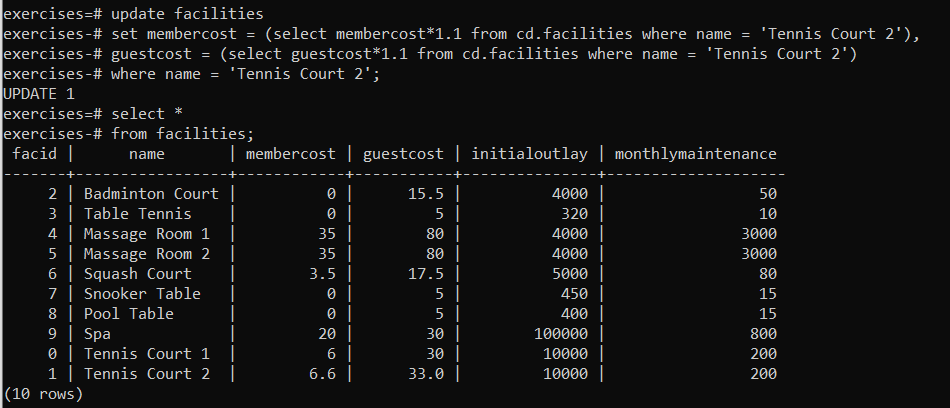 exercises=# update facilities
exercises-# set membercost = (select membercost*1.1 from cd.facilities where name = 'Tennis Court 2'),
exercises-# guestcost = (select guestcost*1.1 from cd.facilities where name = 'Tennis Court 2')
exercises-# where name = 'Tennis Court 2';
UPDATE 1
exercises=# select *
exercises-# from facilities;
 facid |      name       | membercost | guestcost | initialoutlay | monthlymaintenance
-------+-----------------+------------+-----------+---------------+--------------------
     2 | Badminton Court |          0 |      15.5 |          4000 |                 50
     3 | Table Tennis    |          0 |         5 |           320 |                 10
     4 | Massage Room 1  |         35 |        80 |          4000 |               3000
     5 | Massage Room 2  |         35 |        80 |          4000 |               3000
     6 | Squash Court    |        3.5 |      17.5 |          5000 |                 80
     7 | Snooker Table   |          0 |         5 |           450 |                 15
     8 | Pool Table      |          0 |         5 |           400 |                 15
     9 | Spa             |         20 |        30 |        100000 |                800
     0 | Tennis Court 1  |          6 |        30 |         10000 |                200
     1 | Tennis Court 2  |        6.6 |      33.0 |         10000 |                200
(10 rows)